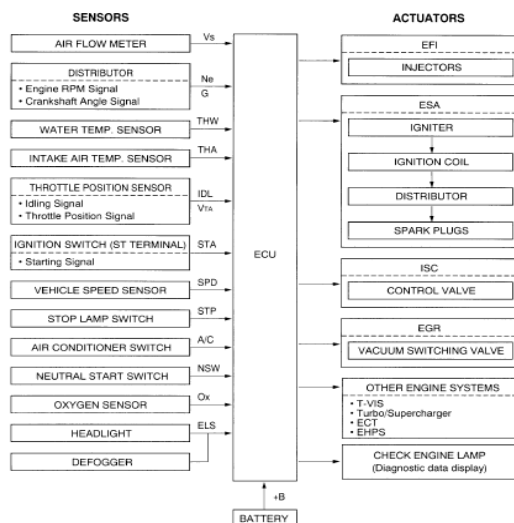 SENSORS
AIR FLOW METER
Vs
DISTRIBUTOR
• Engine RPM Signal
• Crankshaft Angle Signal
Ne
G
WATER TEMP. SENSOR
THW
INTAKE AIR TEMP. SENSOR
THA
THROTTLE POSITION SENSOR
• Idling Signal
• Throttle Position Signal
IDL
VTA
IGNITION SWITCH (ST TERMINAL)
• Starting Signal
STA
VEHICLE SPEED SENSOR
SPD
STOP LAMP SWITCH
STP
AIR CONDITIONER SWITCH
A/C
NEUTRAL START SWITCH
NSW
OXYGEN SENSOR
Ox
HEADLIGHT
ELS
DEFOGGER
ECU
+B
BATTERY
ACTUATORS
EFI
INJECTORS
ESA
IGNITER
IGNITION COIL
DISTRIBUTOR
SPARK PLUGS
ISC
CONTROL VALVE
EGR
VACUUM SWITCHING VALVE
OTHER ENGINE SYSTEMS
• T-VIS
• Turbo/Supercharger
• ECT
• EHPS
CHECK ENGINE LAMP
(Diagnostic data display)